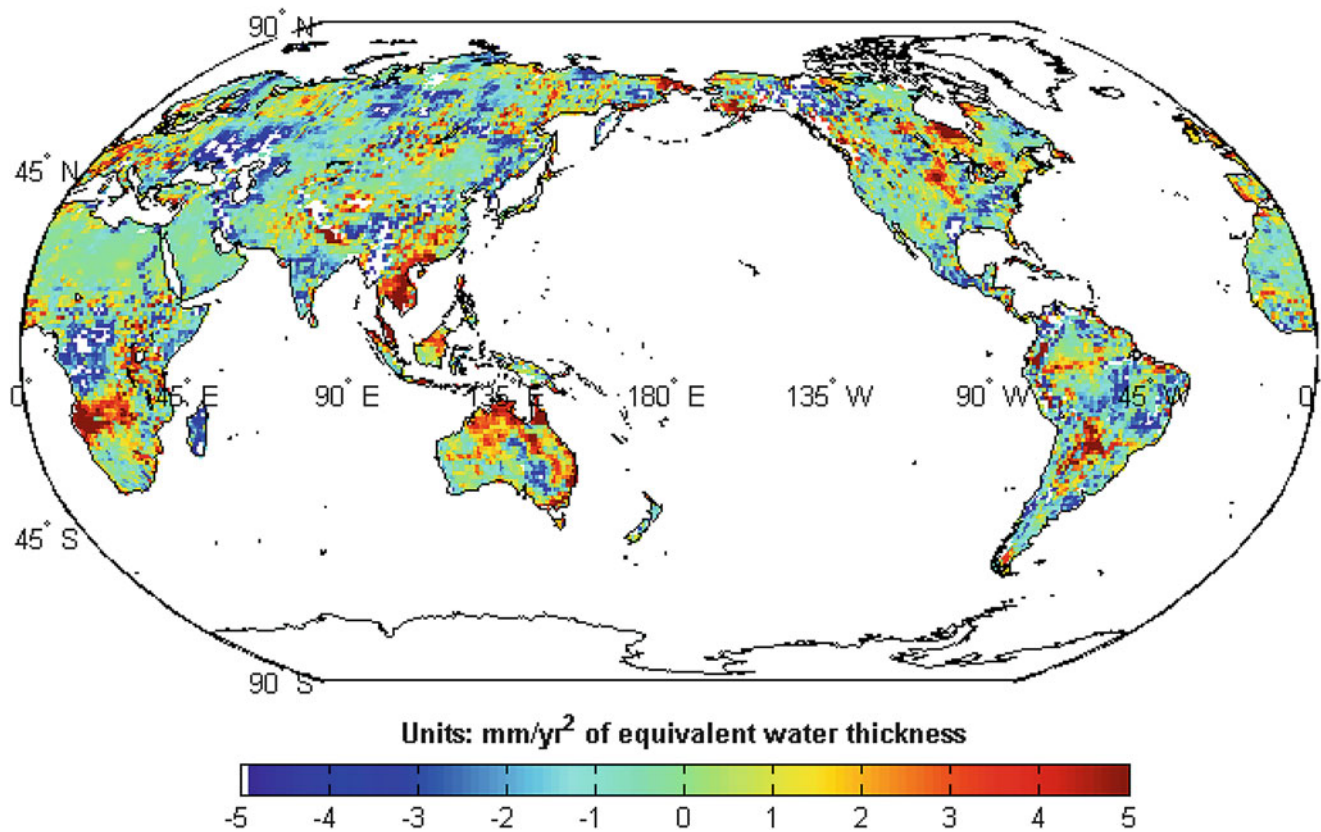 90° N
45° N
0° 45° E 90° E 135° E 180° E 135° W 90° W 45° W 0
45° S
90° S
Units: mm/yr² of equivalent water thickness
-5 -4 -3 -2 -1 0 1 2 3 4 5